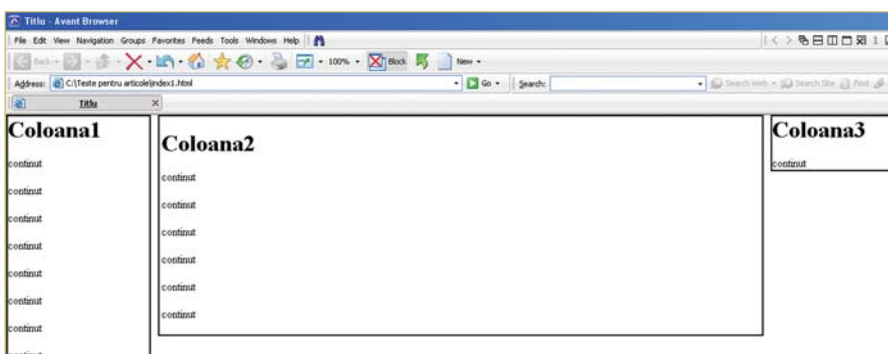 Titlu - Avant Browser
File Edit View Navigation Groups Favorites Feeds Tools Windows Help
Back 100% Block New
Address: C:\Teste pentru articole\index1.html Go Search: Search Web Search Site Find
Titlu
Coloana1
continut
continut
continut
continut
continut
continut
continut
continut
Coloana2
continut
continut
continut
continut
continut
continut
Coloana3
continut